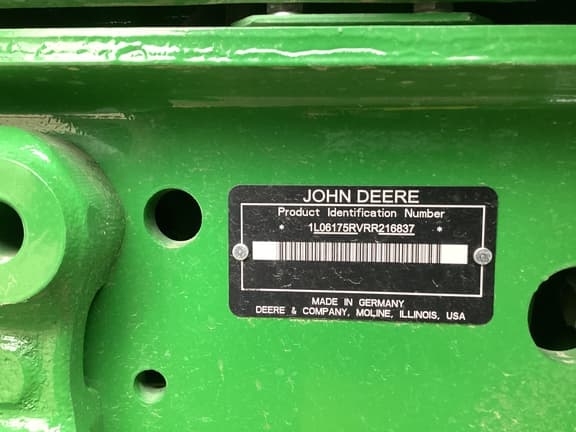 JOHN DEERE
Product Identification Number
* 1L06175RVRR216837 *
MADE IN GERMANY
DEERE & COMPANY, MOLINE, ILLINOIS, USA